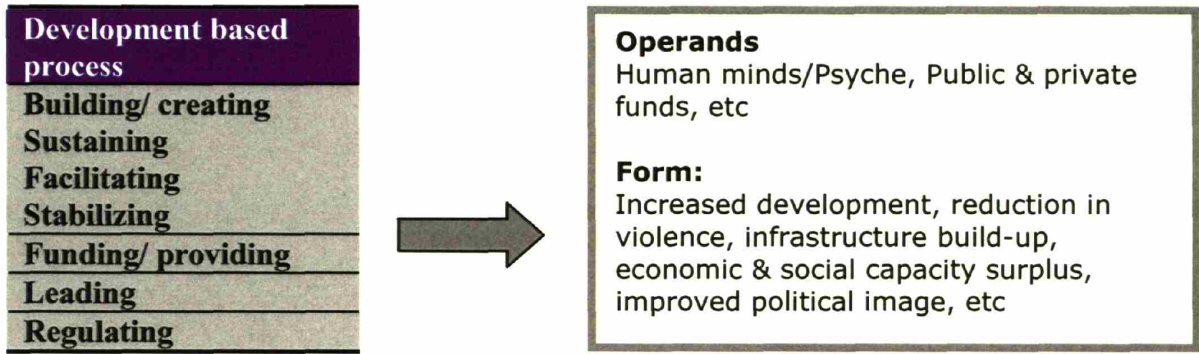 Development based
process
Building/ creating
Sustaining
Facilitating
Stabilizing
Funding/ providing
Leading
Regulating
Operands
Human minds/Psyche, Public & private
funds, etc
Form:
Increased development, reduction in
violence, infrastructure build-up,
economic & social capacity surplus,
improved political image, etc